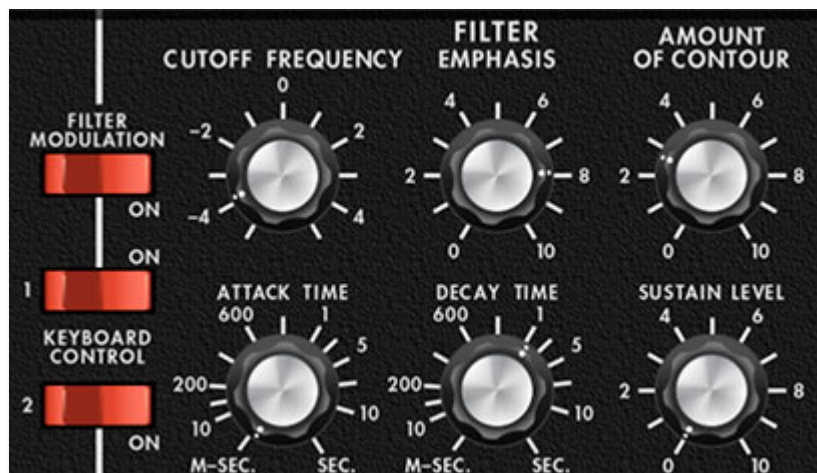 FILTER
CUTOFF FREQUENCY
EMPHASIS
AMOUNT
OF CONTOUR
0
-2
2
-4
4
4
6
2
8
0
10
4
6
2
8
0
10
FILTER
MODULATION
ON
ON
1
KEYBOARD
CONTROL
2
ON
ATTACK TIME
600
1
5
200
10
10
M-SEC.
SEC.
DECAY TIME
600
1
5
200
10
10
M-SEC.
SEC.
SUSTAIN LEVEL
4
6
2
8
0
10